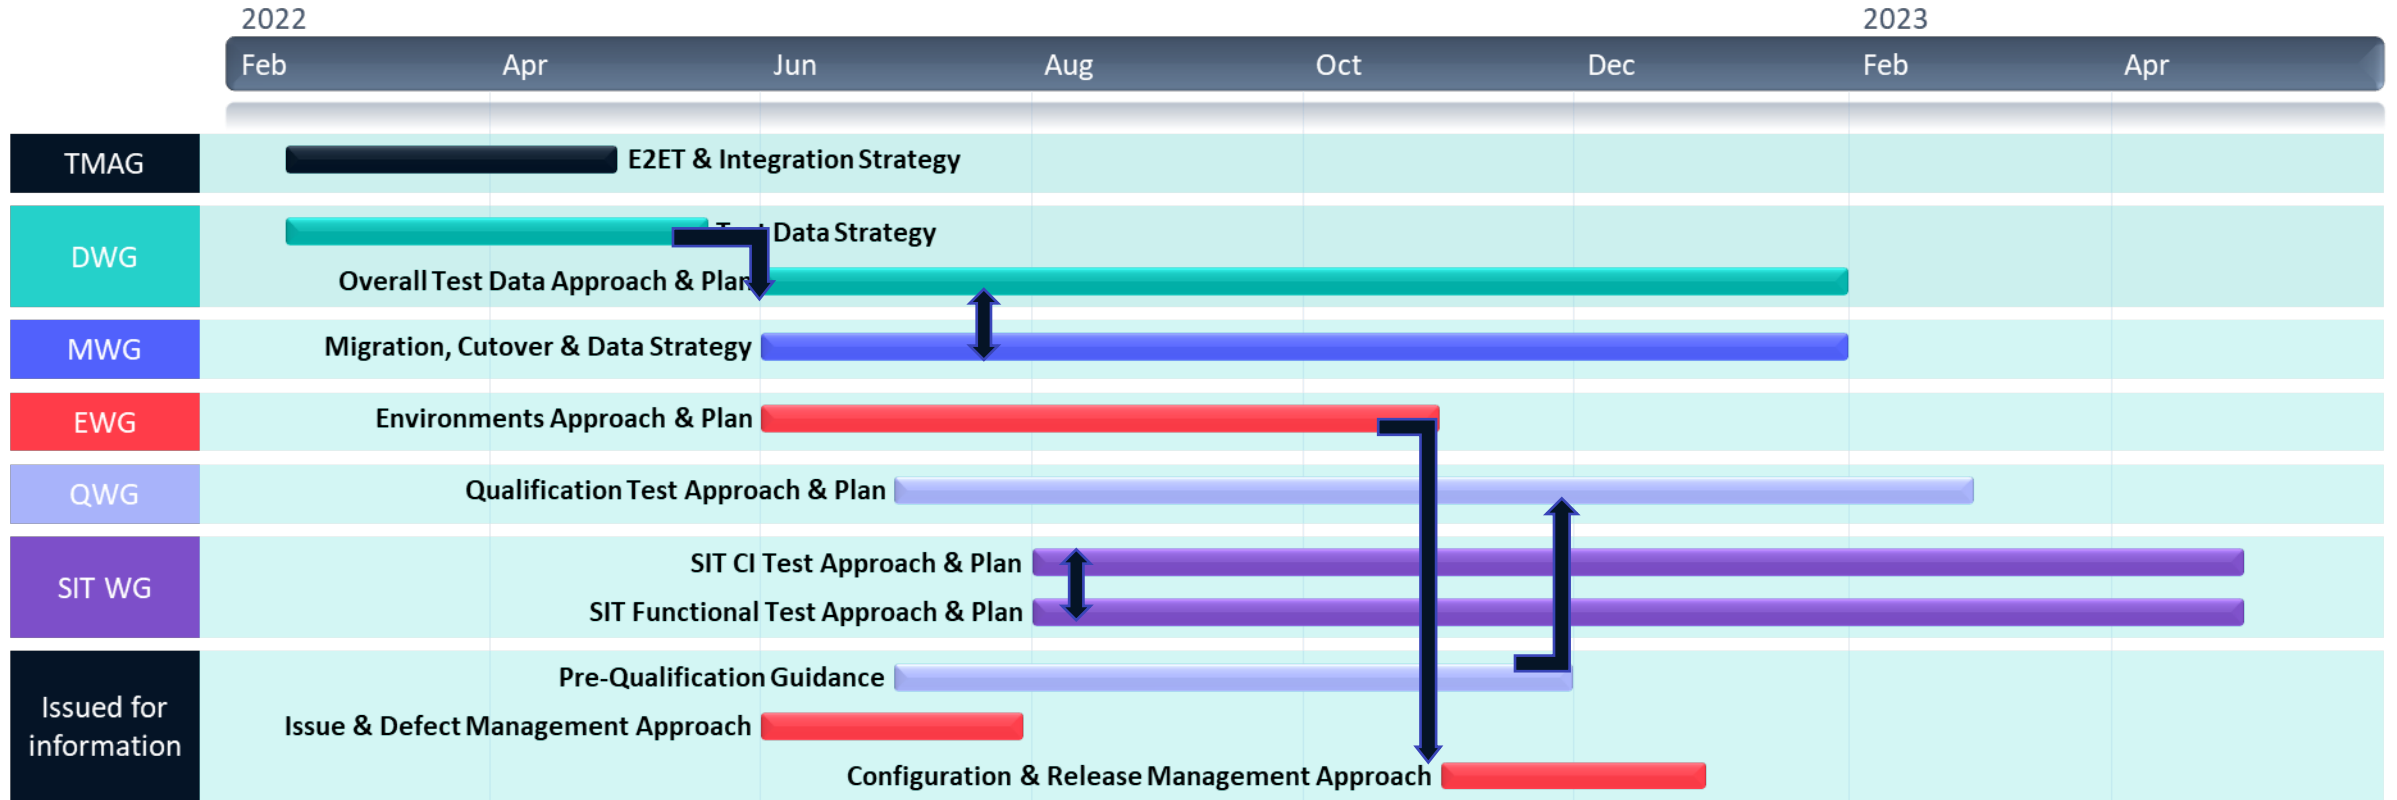 2022
2023
Feb
Apr
Jun
Aug
Oct
Dec
Feb
Apr
TMAG
E2ET & Integration Strategy
DWG
Data Strategy
Overall Test Data Approach & Plan
MWG
Migration, Cutover & Data Strategy
EWG
Environments Approach & Plan
QWG
Qualification Test Approach & Plan
SIT WG
SIT CI Test Approach & Plan
SIT Functional Test Approach & Plan
Issued for
information
Pre-Qualification Guidance
Issue & Defect Management Approach
Configuration & Release Management Approach